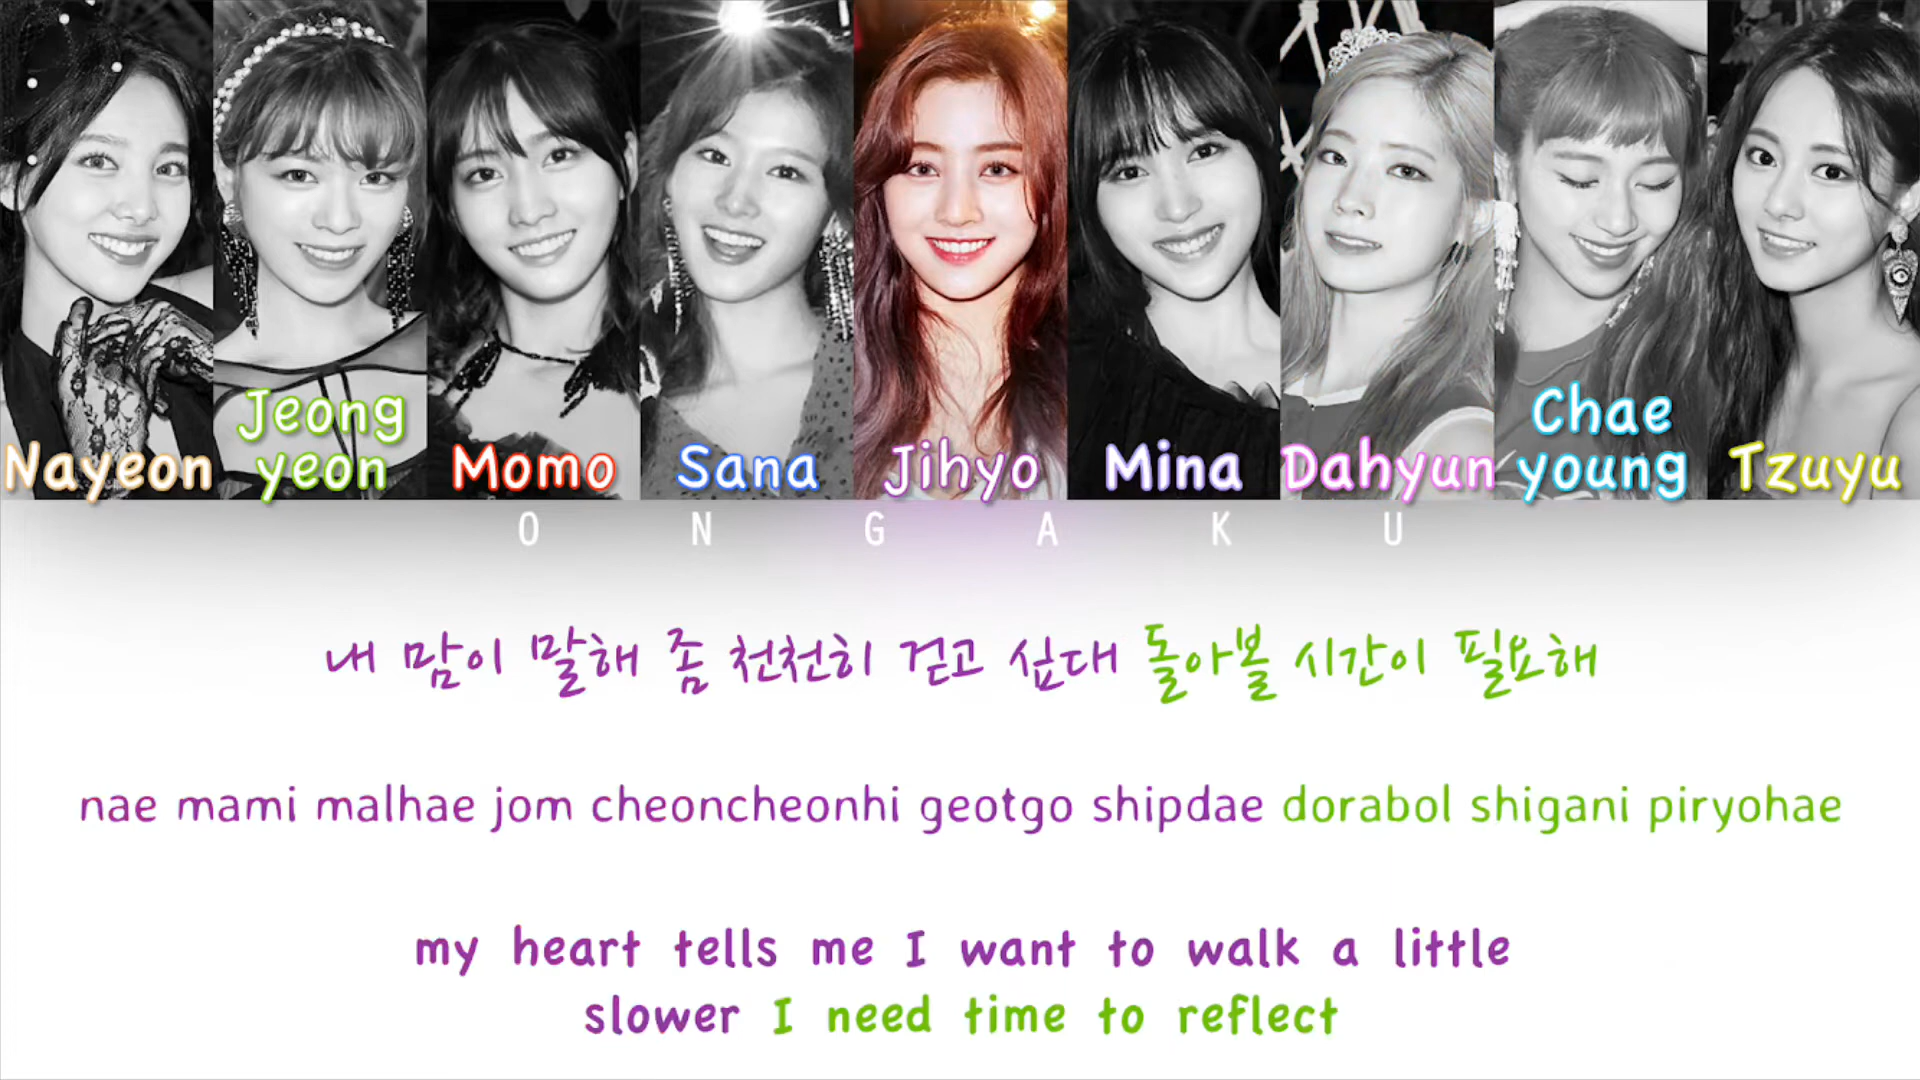 Nayeon
Jeong
yeon
Momo
Sana
Jihyo
Mina
Dahyun
Chae
young
Tzuyu
O N G A K U
내 맘이 말해 좀 천천히 걷고 싶대 돌아볼 시간이 필요해
nae mami malhae jom cheoncheonhi geotgo shipdae dorabol shigani piryohae
my heart tells me I want to walk a little
slower I need time to reflect